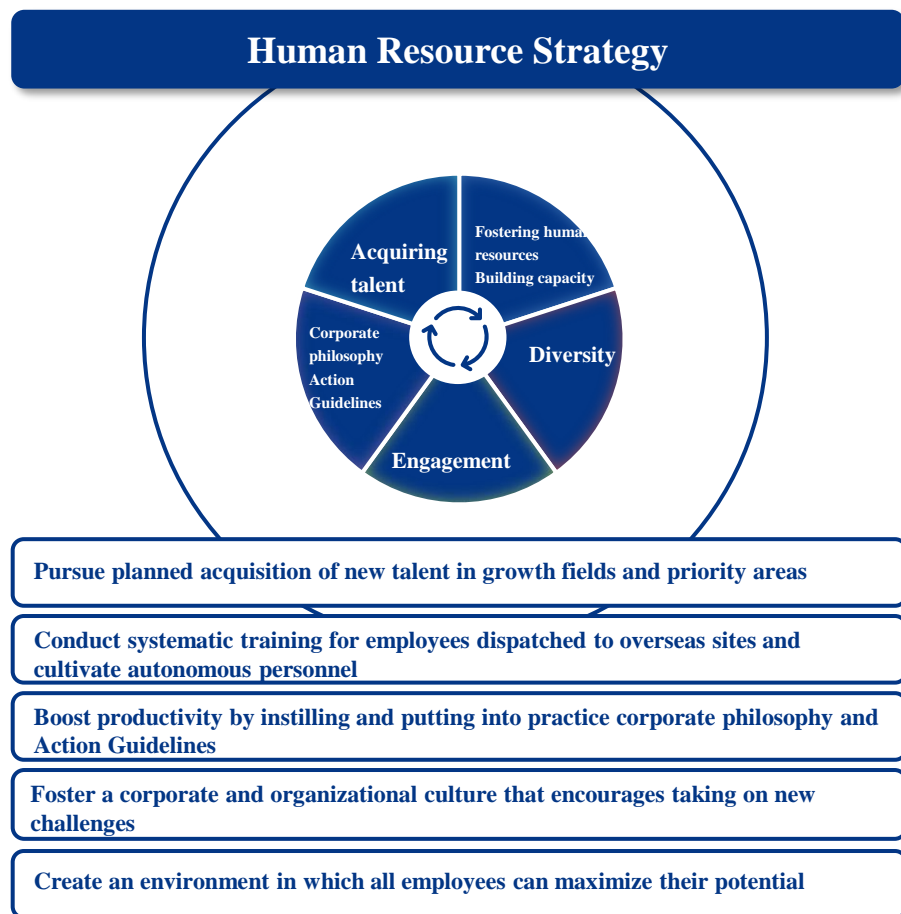 Human Resource Strategy
Acquiring
talent
Fostering human
resources
Building capacity
Corporate
philosophy
Action
Guidelines
Diversity
Engagement
Pursue planned acquisition of new talent in growth fields and priority areas
Conduct systematic training for employees dispatched to overseas sites and
cultivate autonomous personnel
Boost productivity by instilling and putting into practice corporate philosophy and
Action Guidelines
Foster a corporate and organizational culture that encourages taking on new
challenges
Create an environment in which all employees can maximize their potential